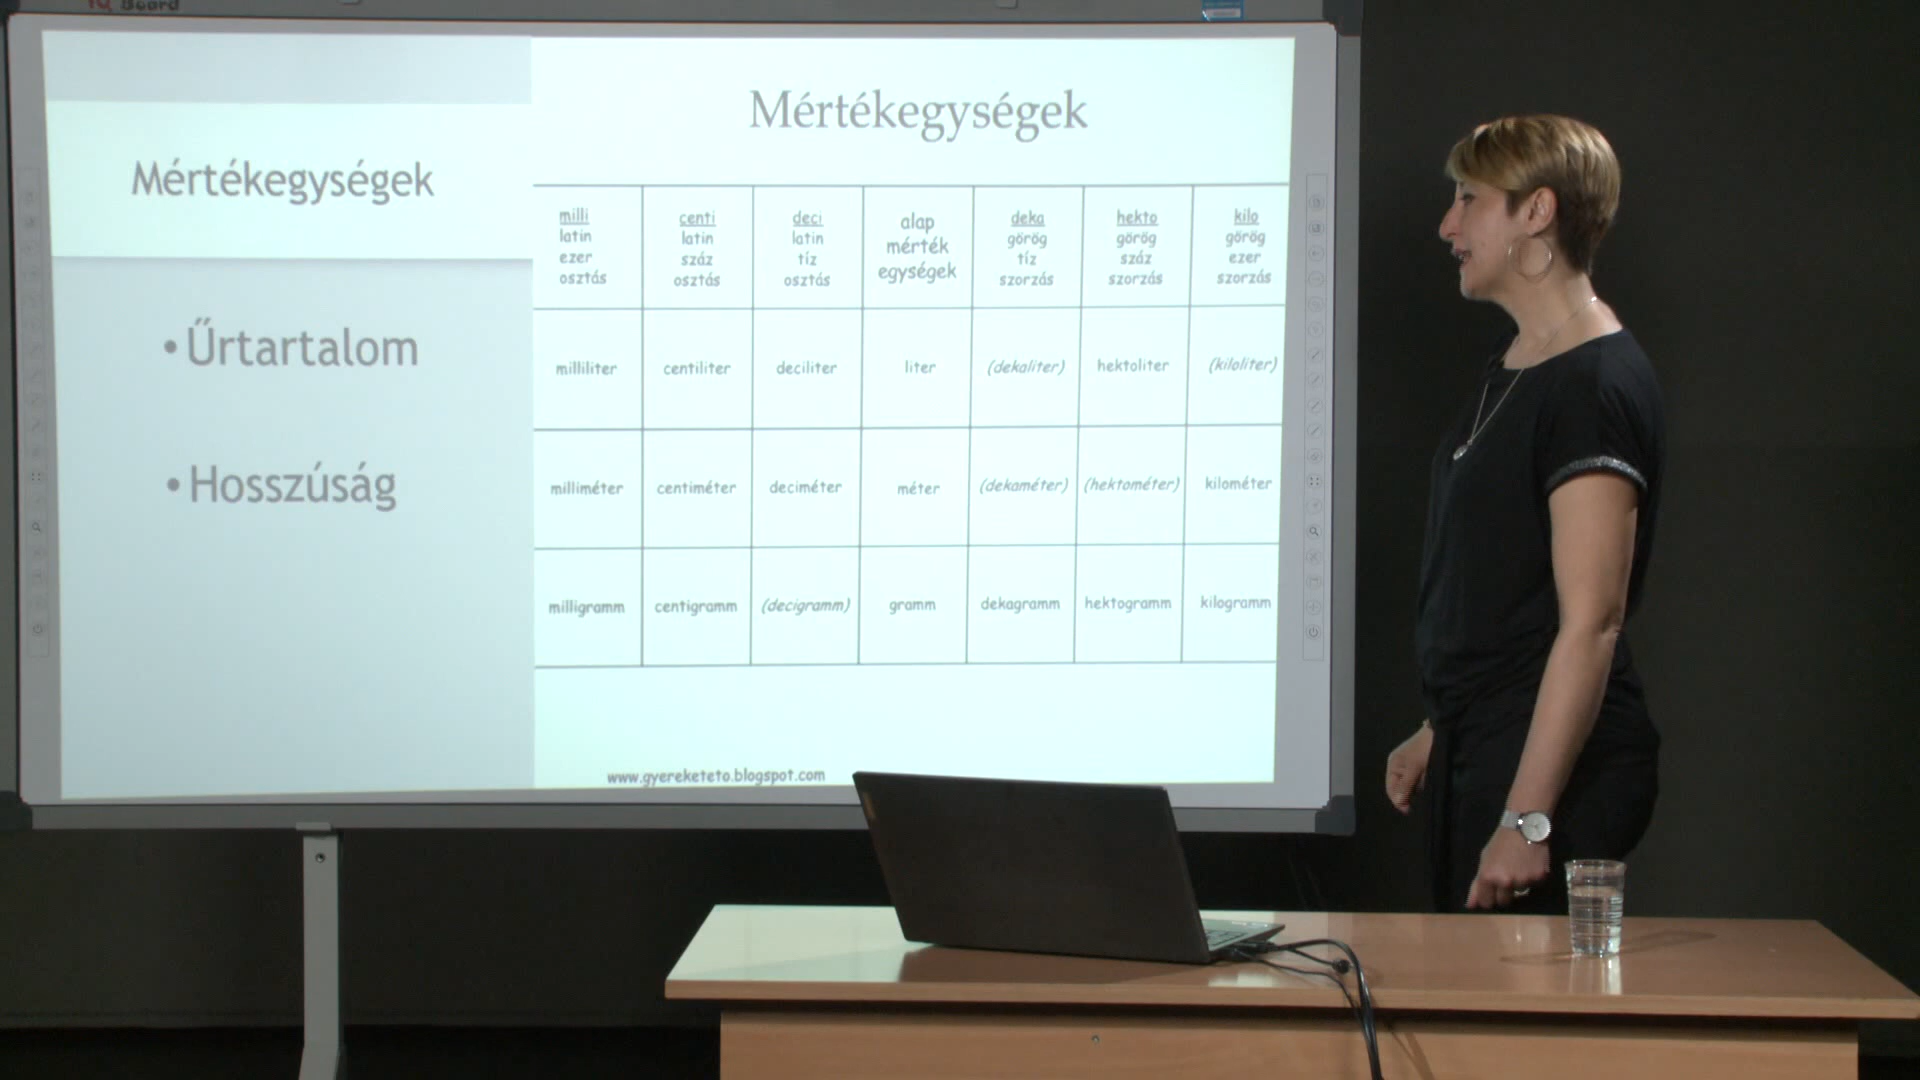 IQ Board
Mértékegységek
• Űrtartalom
• Hosszúság
Mértékegységek
milli latin ezer osztás
centi latin száz osztás
deci latin tíz osztás
alap mérték egységek
deka görög tíz szorzás
hekto görög száz szorzás
kilo görög ezer szorzás
milliliter centiliter deciliter liter (dekaliter) hektoliter (kiloliter)
milliméter centiméter deciméter méter (dekaméter) (hektométer) kilométer
milligramm centigramm (decigramm) gramm dekagramm hektogramm kilogramm
www.gyereketeto.blogspot.com